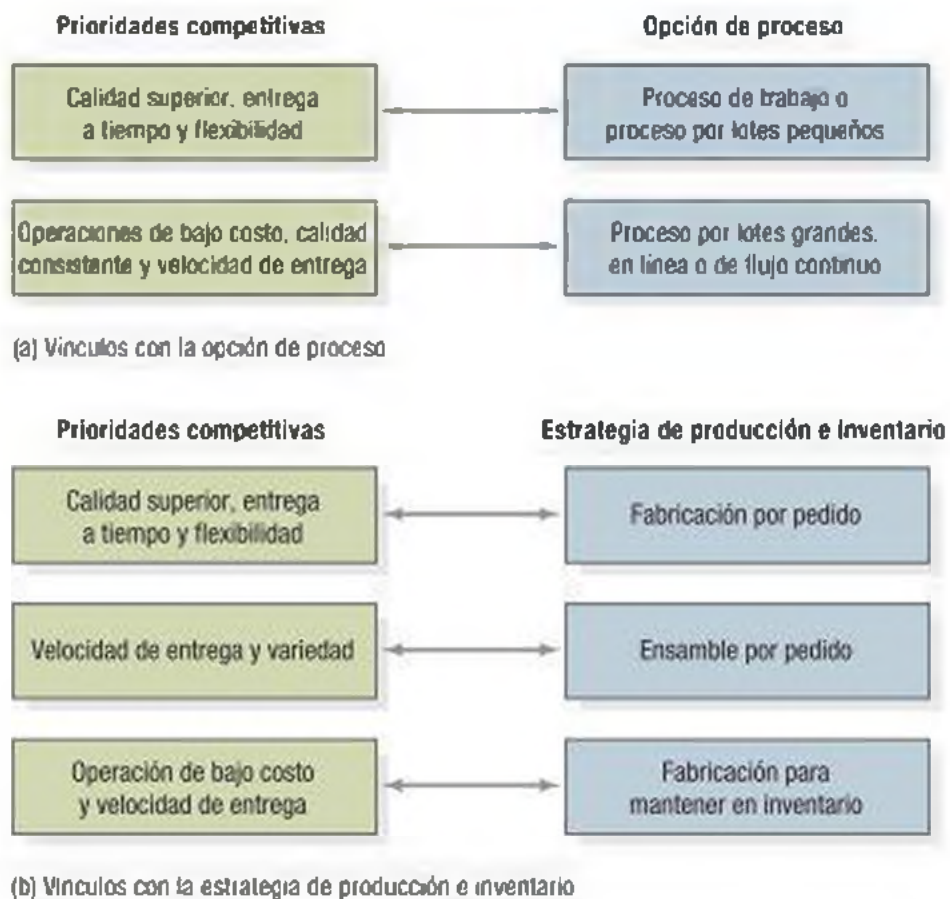 Prioridades competitivas
Opción de proceso
Calidad superior, entrega
a tiempo y flexibilidad
Proceso de trabajo o
proceso por lotes pequeños
Operaciones de bajo costo, calidad
consistente y velocidad de entrega
Proceso por lotes grandes,
en línea o de flujo continuo
(a) Vínculos con la opción de proceso
Prioridades competitivas
Estrategia de producción e inventario
Calidad superior, entrega
a tiempo y flexibilidad
Fabricación por pedido
Velocidad de entrega y variedad
Ensamble por pedido
Operación de bajo costo
y velocidad de entrega
Fabricación para
mantener en inventario
(b) Vínculos con la estrategia de producción e inventario